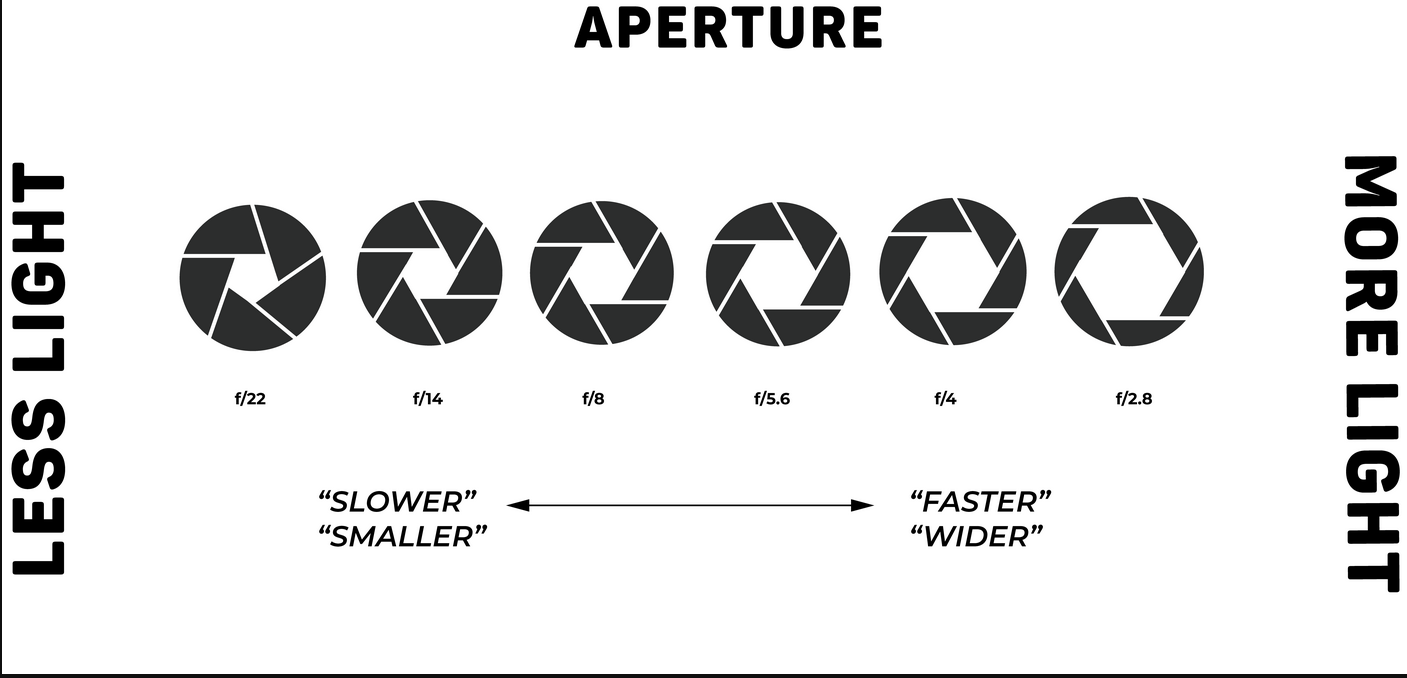 APERTURE
LESS LIGHT
MORE LIGHT
f/22
f/14
f/8
f/5.6
f/4
f/2.8
“SLOWER”
“SMALLER”
“FASTER”
“WIDER”